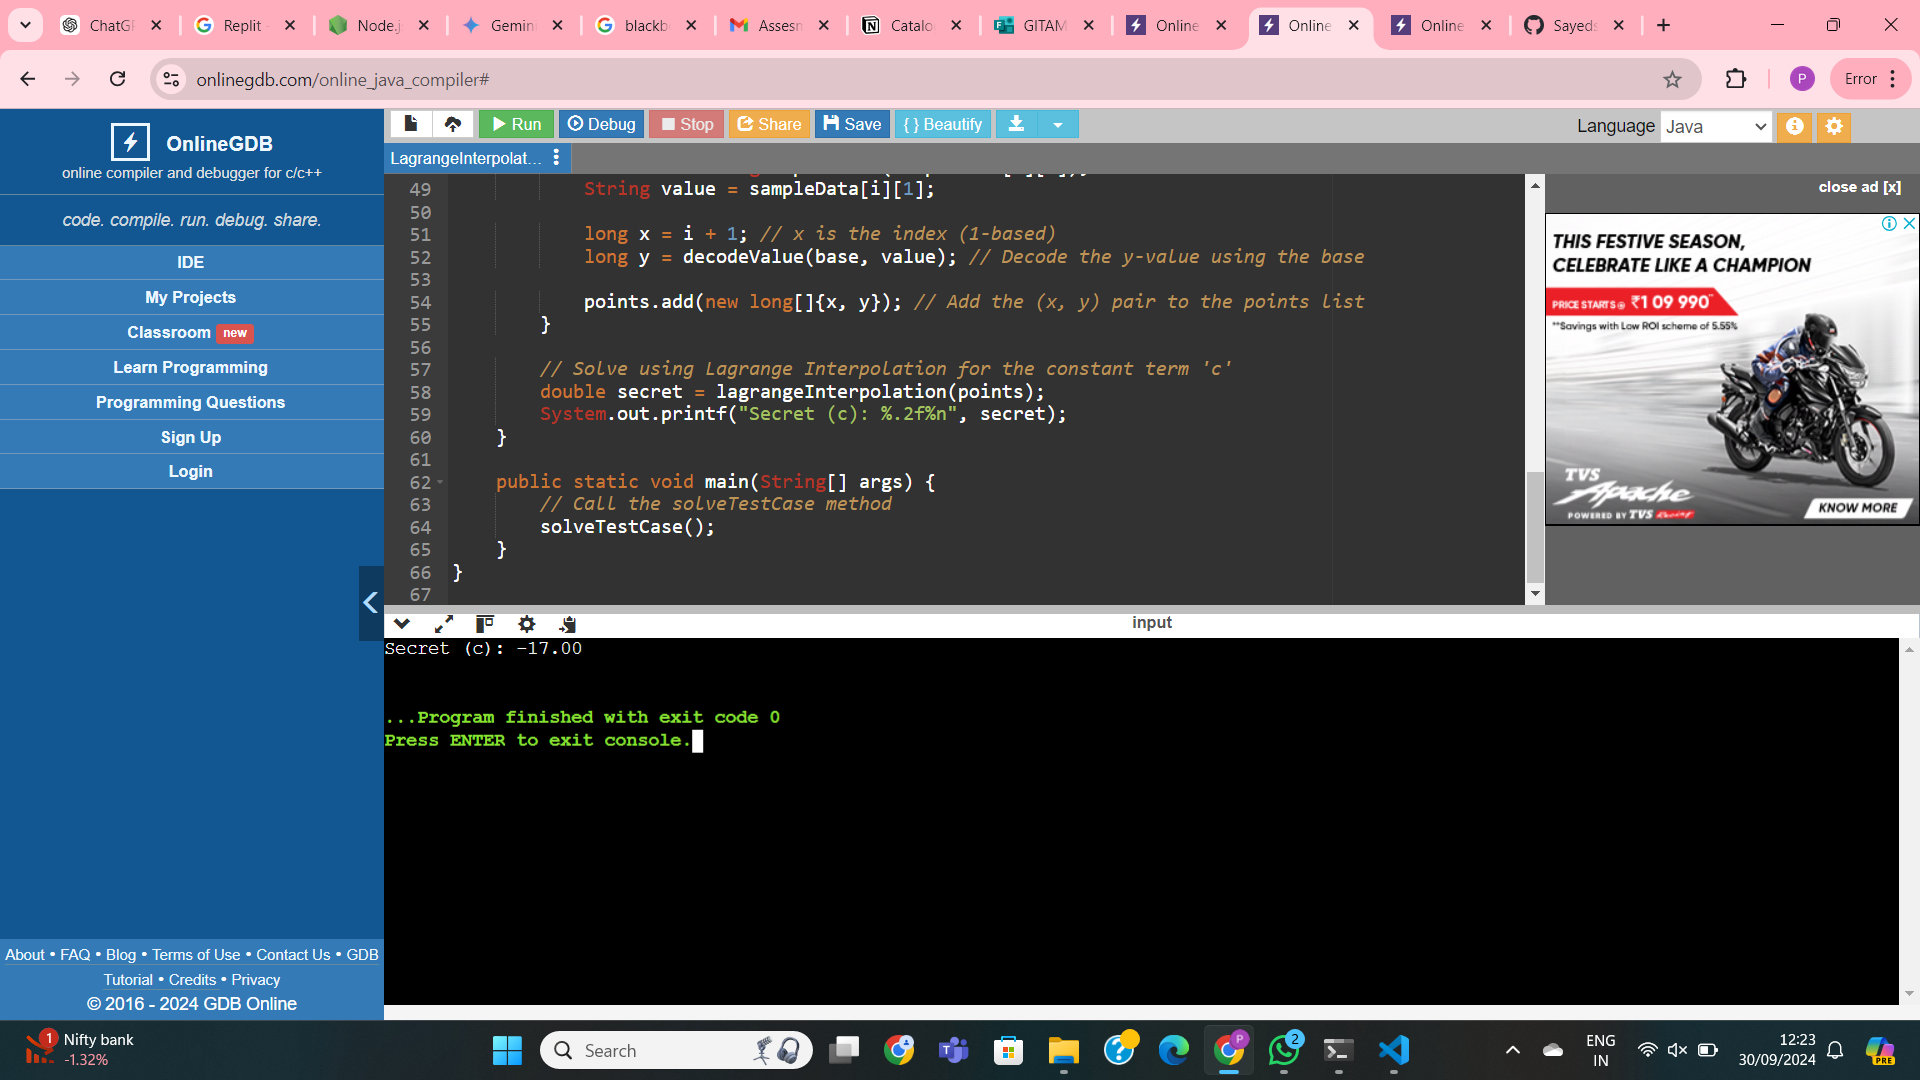 ChatGP
Replit -
Node.j
Gemini
blackbo
Assesm
Catalo
GITAM
Online
Online
Online
Sayeds
onlinegdb.com/online_java_compiler#
P
Error
OnlineGDB
online compiler and debugger for c/c++
code. compile. run. debug. share.
IDE
My Projects
Classroom new
Learn Programming
Programming Questions
Sign Up
Login
About • FAQ • Blog • Terms of Use • Contact Us • GDB
Tutorial • Credits • Privacy
© 2016 - 2024 GDB Online
Run Debug Stop Share Save { } Beautify
Language Java
LagrangeInterpolat...
49 String value = sampleData[i][1];
50
51 long x = i + 1; // x is the index (1-based)
52 long y = decodeValue(base, value); // Decode the y-value using the base
53
54 points.add(new long[]{x, y}); // Add the (x, y) pair to the points list
55 }
56
57 // Solve using Lagrange Interpolation for the constant term 'c'
58 double secret = lagrangeInterpolation(points);
59 System.out.printf("Secret (c): %.2f%n", secret);
60 }
61
62 public static void main(String[] args) {
63 // Call the solveTestCase method
64 solveTestCase();
65 }
66 }
67
close ad [x]
THIS FESTIVE SEASON,
CELEBRATE LIKE A CHAMPION
PRICE STARTS @ ₹1 09 990**
**Savings with Low ROI scheme of 5.55%
TVS
Apache
POWERED BY TVS Racing
KNOW MORE
input
Secret (c): -17.00
...Program finished with exit code 0
Press ENTER to exit console.
1
Nifty bank
-1.32%
Search
P
2
ENG
IN
12:23
30/09/2024
PRE